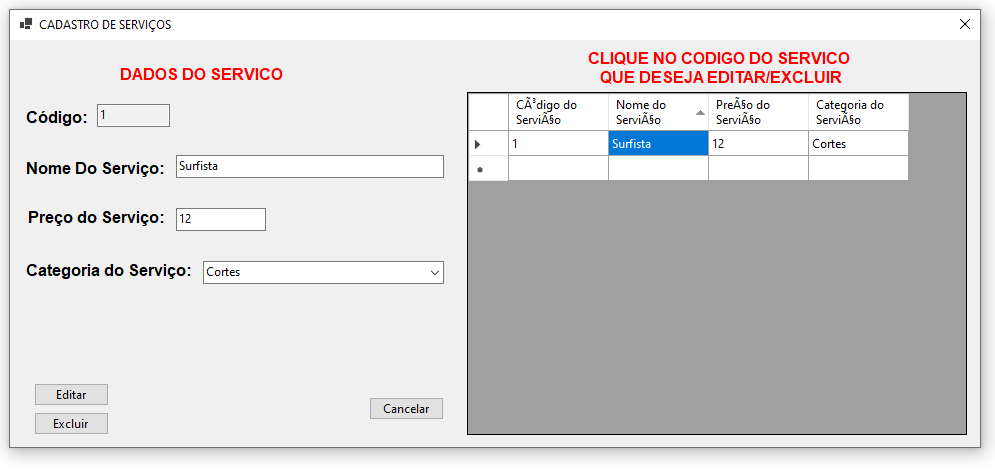 CADASTRO DE SERVIÇOS
DADOS DO SERVICO
Código:
1
Nome Do Serviço:
Surfista
Preço do Serviço:
12
Categoria do Serviço:
Cortes
Editar
Excluir
Cancelar
CLIQUE NO CODIGO DO SERVICO
QUE DESEJA EDITAR/EXCLUIR
CÃ³digo do
ServiÃ§o
Nome do
ServiÃ§o
PreÃ§o do
ServiÃ§o
Categoria do
ServiÃ§o
1
Surfista
12
Cortes